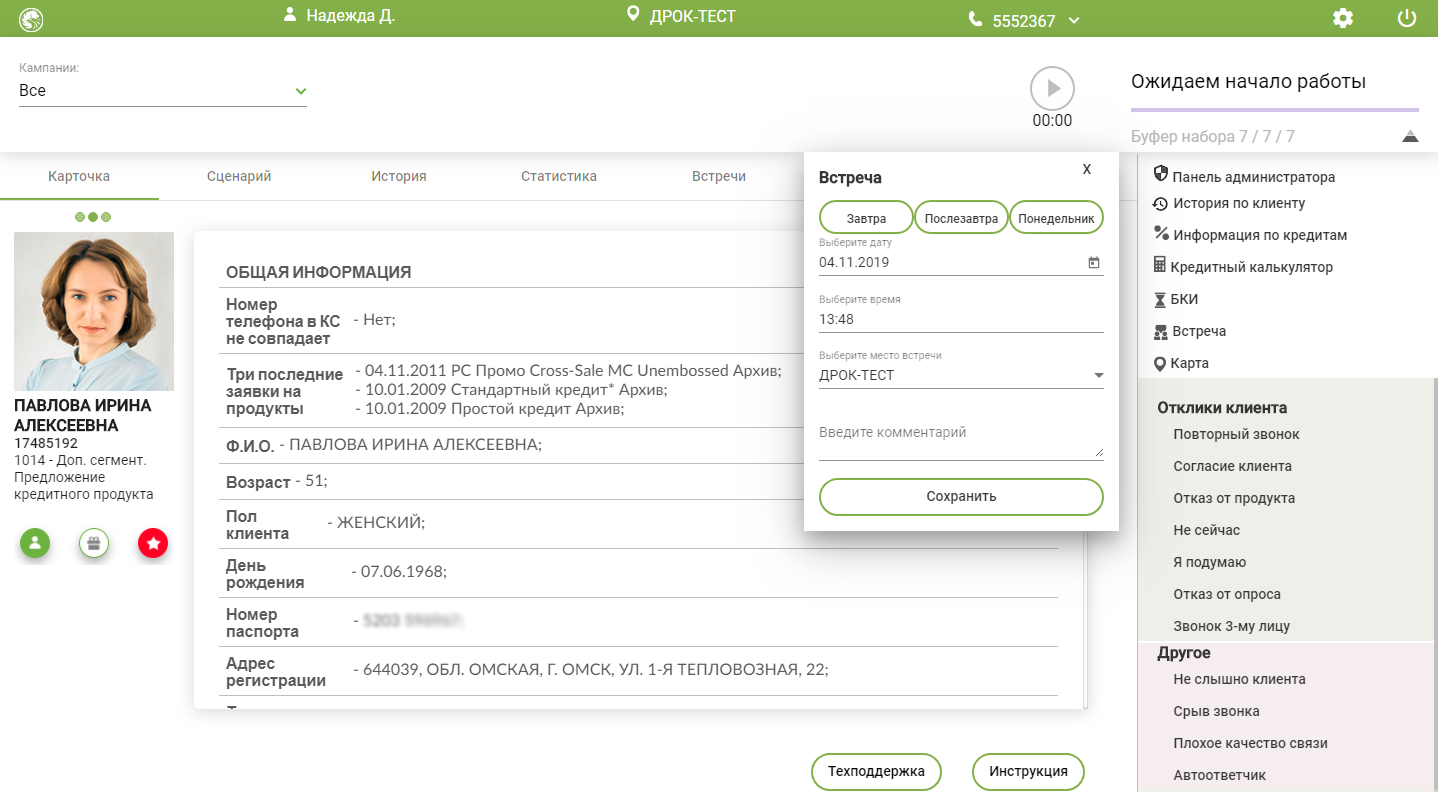 Надежда Д.
ДРОК-ТЕСТ
5552367
Кампании:
Все
00:00
Ожидаем начало работы
Буфер набора 7 / 7 / 7
Карточка
Сценарий
История
Статистика
Встречи
ПАВЛОВА ИРИНА
АЛЕКСЕЕВНА
17485192
1014 - Доп. сегмент.
Предложение
кредитного продукта
ОБЩАЯ ИНФОРМАЦИЯ
Номер
телефона в КС
не совпадает
- Нет;
Три последние
заявки на
продукты
- 04.11.2011 РС Промо Cross-Sale MC Unembossed Архив;
- 10.01.2009 Стандартный кредит* Архив;
- 10.01.2009 Простой кредит Архив;
Ф.И.О. - ПАВЛОВА ИРИНА АЛЕКСЕЕВНА;
Возраст - 51;
Пол
клиента
- ЖЕНСКИЙ;
День
рождения
- 07.06.1968;
Номер
паспорта
-
Адрес
регистрации
- 644039, ОБЛ. ОМСКАЯ, Г. ОМСК, УЛ. 1-Я ТЕПЛОВОЗНАЯ, 22;
Встреча
X
Завтра
Послезавтра
Понедельник
Выберите дату
04.11.2019
Выберите время
13:48
Выберите место встречи
ДРОК-ТЕСТ
Введите комментарий
Сохранить
Техподдержка
Инструкция
Панель администратора
История по клиенту
Информация по кредитам
Кредитный калькулятор
БКИ
Встреча
Карта
Отклики клиента
Повторный звонок
Согласие клиента
Отказ от продукта
Не сейчас
Я подумаю
Отказ от опроса
Звонок 3-му лицу
Другое
Не слышно клиента
Срыв звонка
Плохое качество связи
Автоответчик